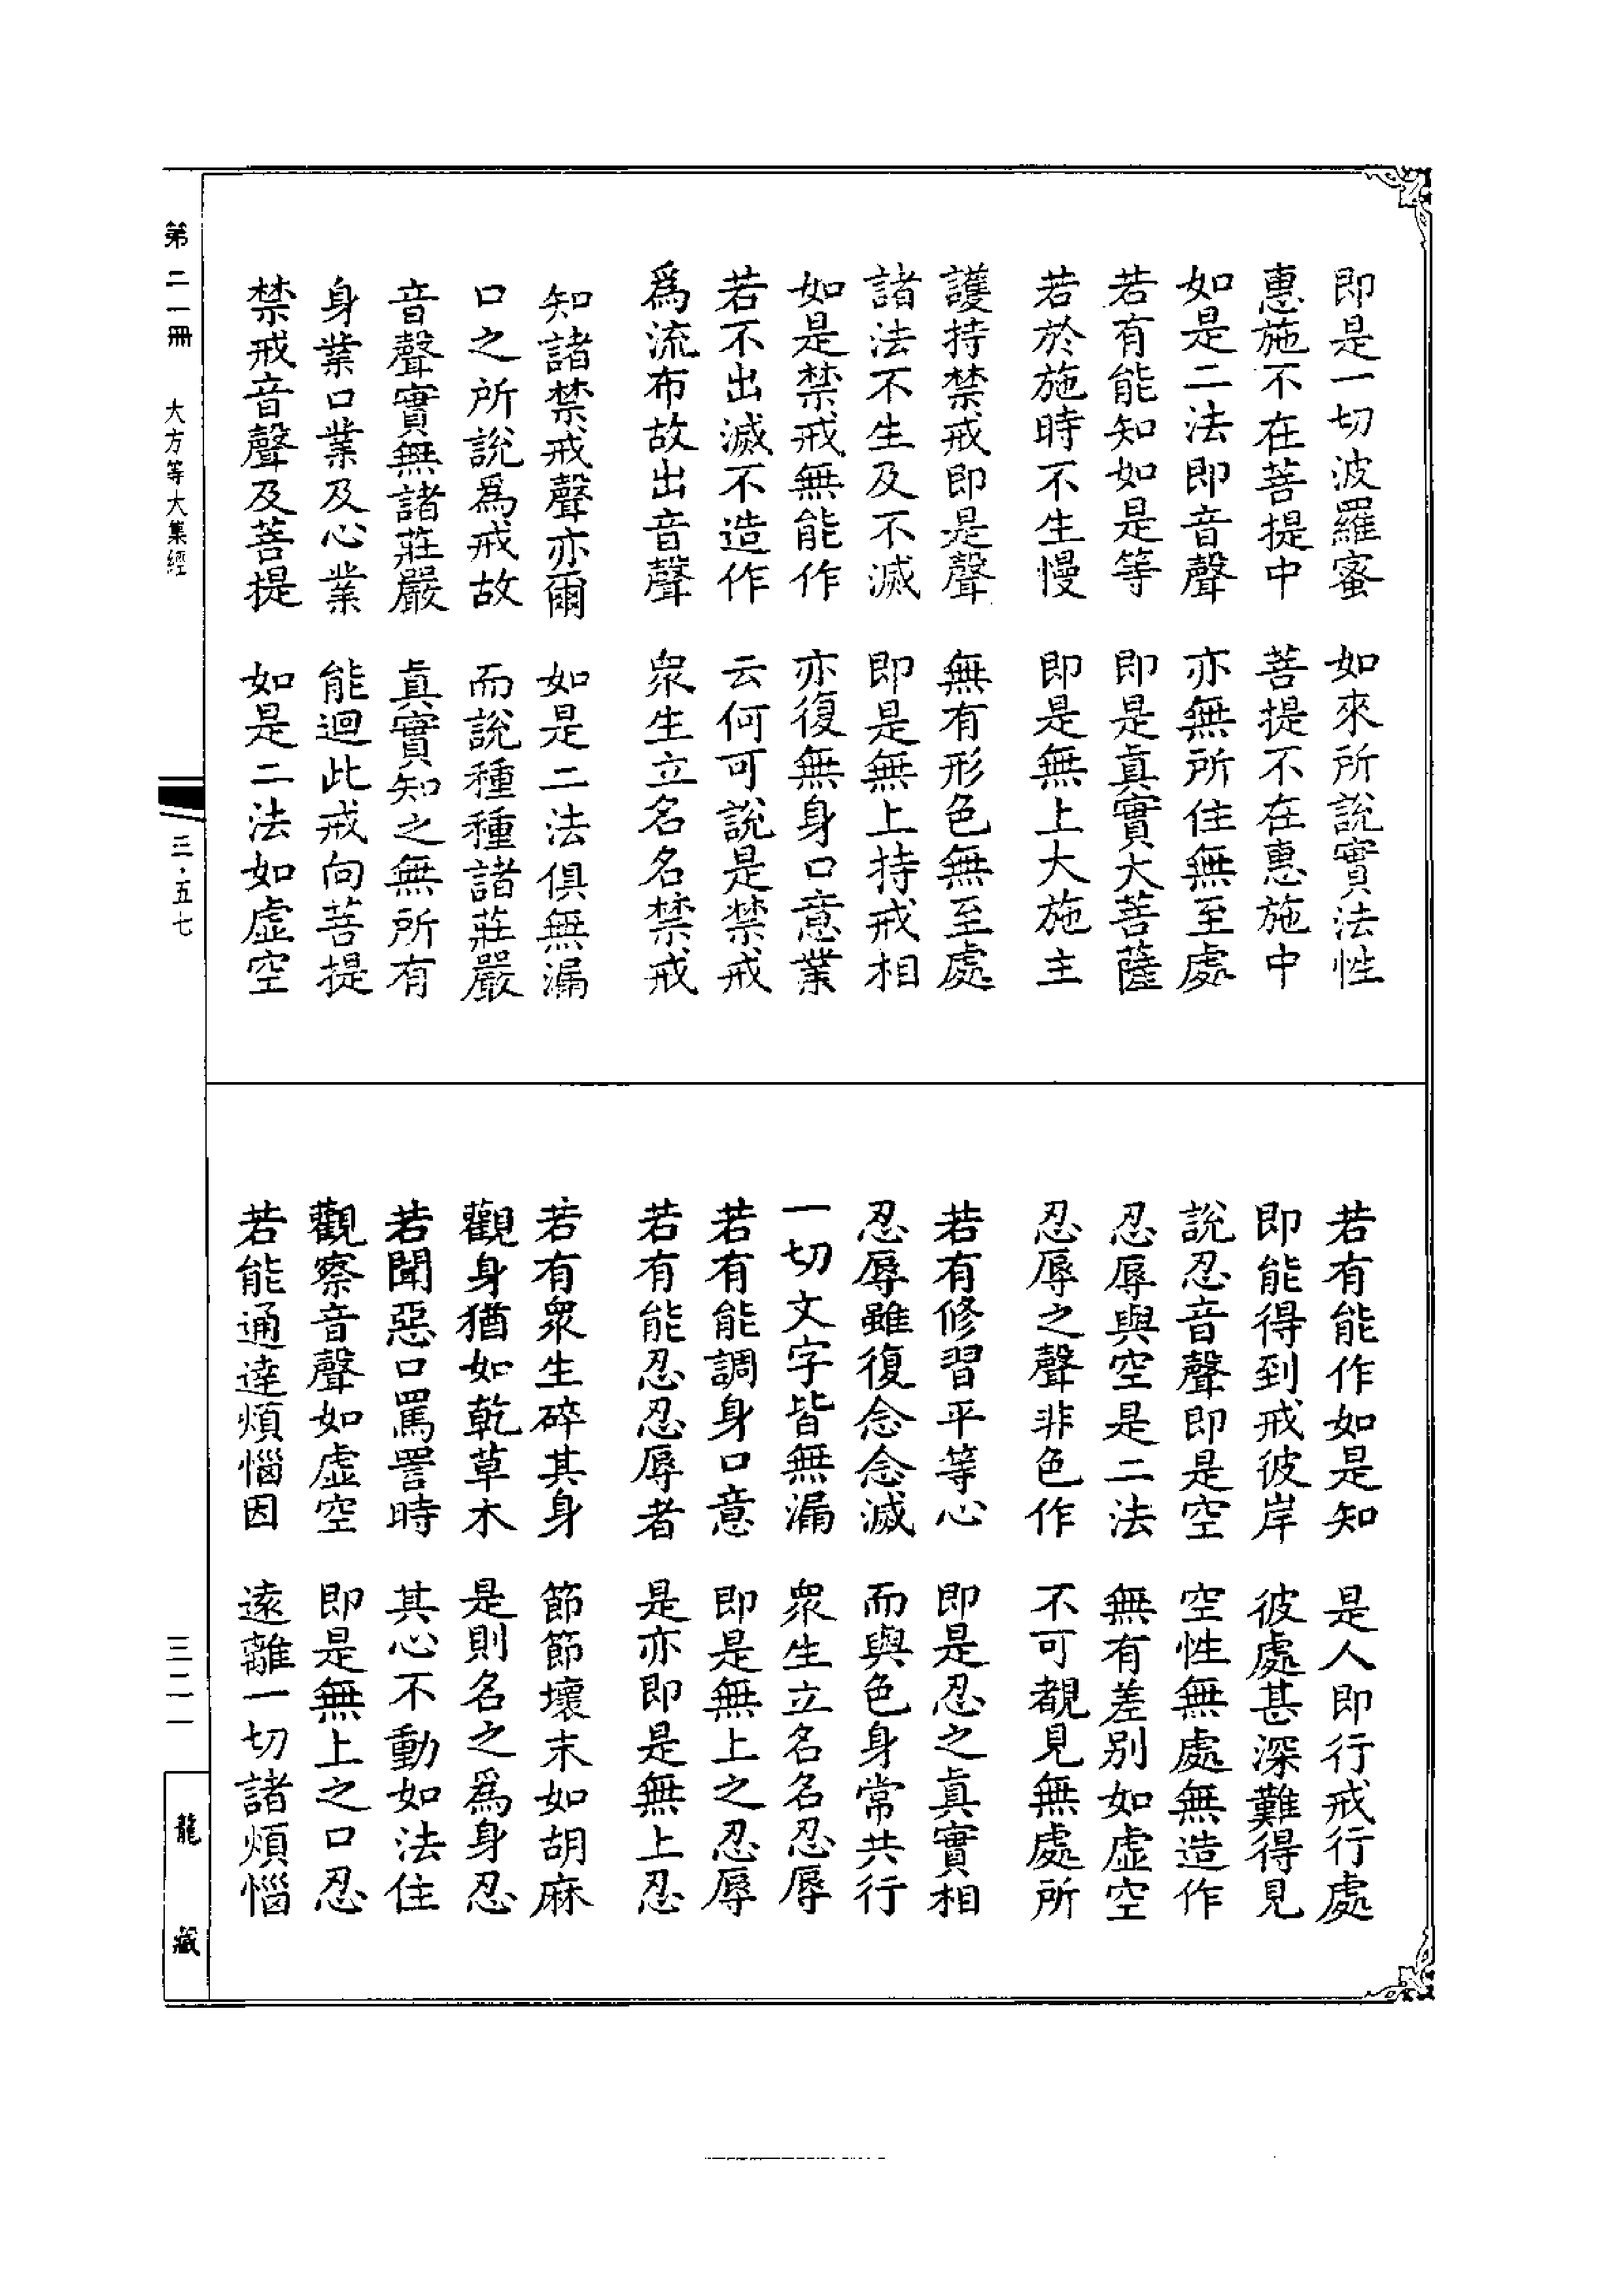 即是一切波羅蜜　如來所說實法性
惠施不在菩提中　菩提不在惠施中
如是二法即音聲　亦無所住無至處
若有能知如是等　即是真實大菩薩
若於施時不生慢　即是無上大施主
護持禁戒即是聲　無有形色無至處
諸法不生及不滅　即是無上持戒相
如是禁戒無能作　亦復無身口意業
若不出滅不造作　云何可說是禁戒
爲流布故出音聲　眾生立名名禁戒
知諸禁戒聲亦爾　如是二法俱無漏
口之所說爲戒故　而說種種諸莊嚴
音聲實無諸莊嚴　真實知之無所有
身業口業及心業　能迴此戒向菩提
禁戒音聲及菩提　如是二法如虛空
若有能作如是知　是人即行戒行處
即能得到戒彼岸　彼處甚深難得見
說忍音聲即是空　空性無處無造作
忍辱與空是二法　無有差別如虛空
忍辱之聲非色作　不可覩見無處所
若有修習平等心　即是忍之真實相
忍辱雖復念念滅　而與色身常共行
一切文字皆無漏　眾生立名名忍辱
若有能調身口意　即是無上之忍辱
若有能忍忍辱者　是亦即是無上忍
若有眾生碎其身　節節壞末如胡麻
觀身猶如乾草木　是則名之爲身忍
若聞惡口罵詈時　其心不動如法住
觀察音聲如虛空　即是無上之口忍
若能通達煩惱因　遠離一切諸煩惱
第二一冊　大方等大集經
三·五七
三二一
龍藏